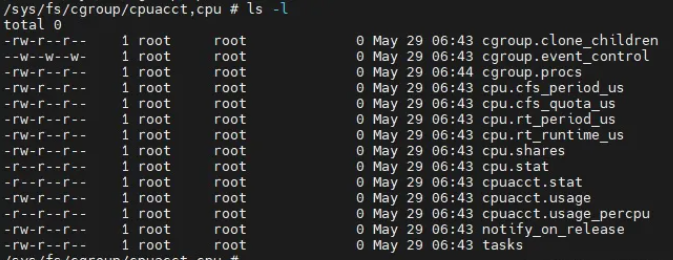 /sys/fs/cgroup/cpuacct,cpu # ls -l
total 0
-rw-r--r-- 1 root root 0 May 29 06:43 cgroup.clone_children
--w--w--w- 1 root root 0 May 29 06:43 cgroup.event_control
-rw-r--r-- 1 root root 0 May 29 06:44 cgroup.procs
-rw-r--r-- 1 root root 0 May 29 06:43 cpu.cfs_period_us
-rw-r--r-- 1 root root 0 May 29 06:43 cpu.cfs_quota_us
-rw-r--r-- 1 root root 0 May 29 06:43 cpu.rt_period_us
-rw-r--r-- 1 root root 0 May 29 06:43 cpu.rt_runtime_us
-rw-r--r-- 1 root root 0 May 29 06:43 cpu.shares
-r--r--r-- 1 root root 0 May 29 06:43 cpu.stat
-r--r--r-- 1 root root 0 May 29 06:43 cpuacct.stat
-rw-r--r-- 1 root root 0 May 29 06:43 cpuacct.usage
-r--r--r-- 1 root root 0 May 29 06:43 cpuacct.usage_percpu
-rw-r--r-- 1 root root 0 May 29 06:43 notify_on_release
-rw-r--r-- 1 root root 0 May 29 06:43 tasks
/sys/fs/cgroup/cpuacct,cpu #